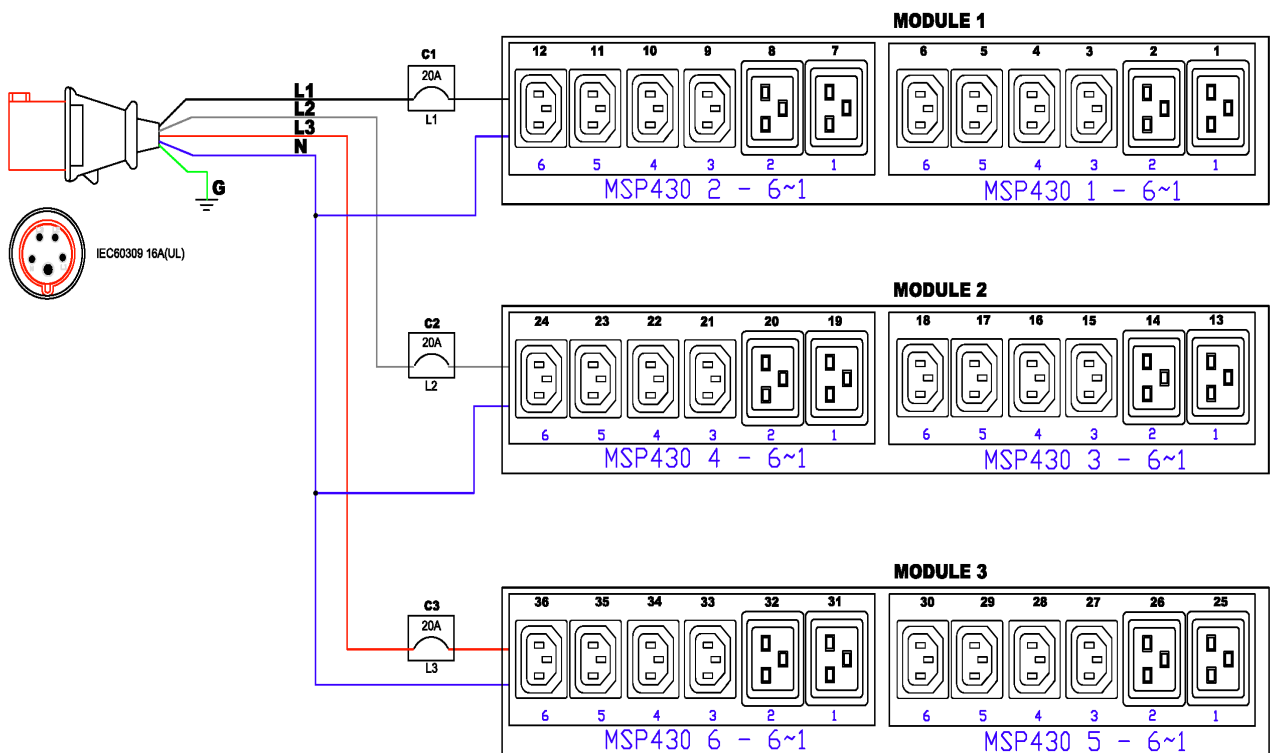 MODULE 1
12 11 10 9 8 7 6 5 4 3 2 1
C1
20A
L1
L1
L2
L3
N
G
6 5 4 3 2 1 6 5 4 3 2 1
MSP430 2 - 6~1 MSP430 1 - 6~1
IEC60309 16A(UL)
MODULE 2
24 23 22 21 20 19 18 17 16 15 14 13
C2
20A
L2
6 5 4 3 2 1 6 5 4 3 2 1
MSP430 4 - 6~1 MSP430 3 - 6~1
MODULE 3
36 35 34 33 32 31 30 29 28 27 26 25
C3
20A
L3
6 5 4 3 2 1 6 5 4 3 2 1
MSP430 6 - 6~1 MSP430 5 - 6~1